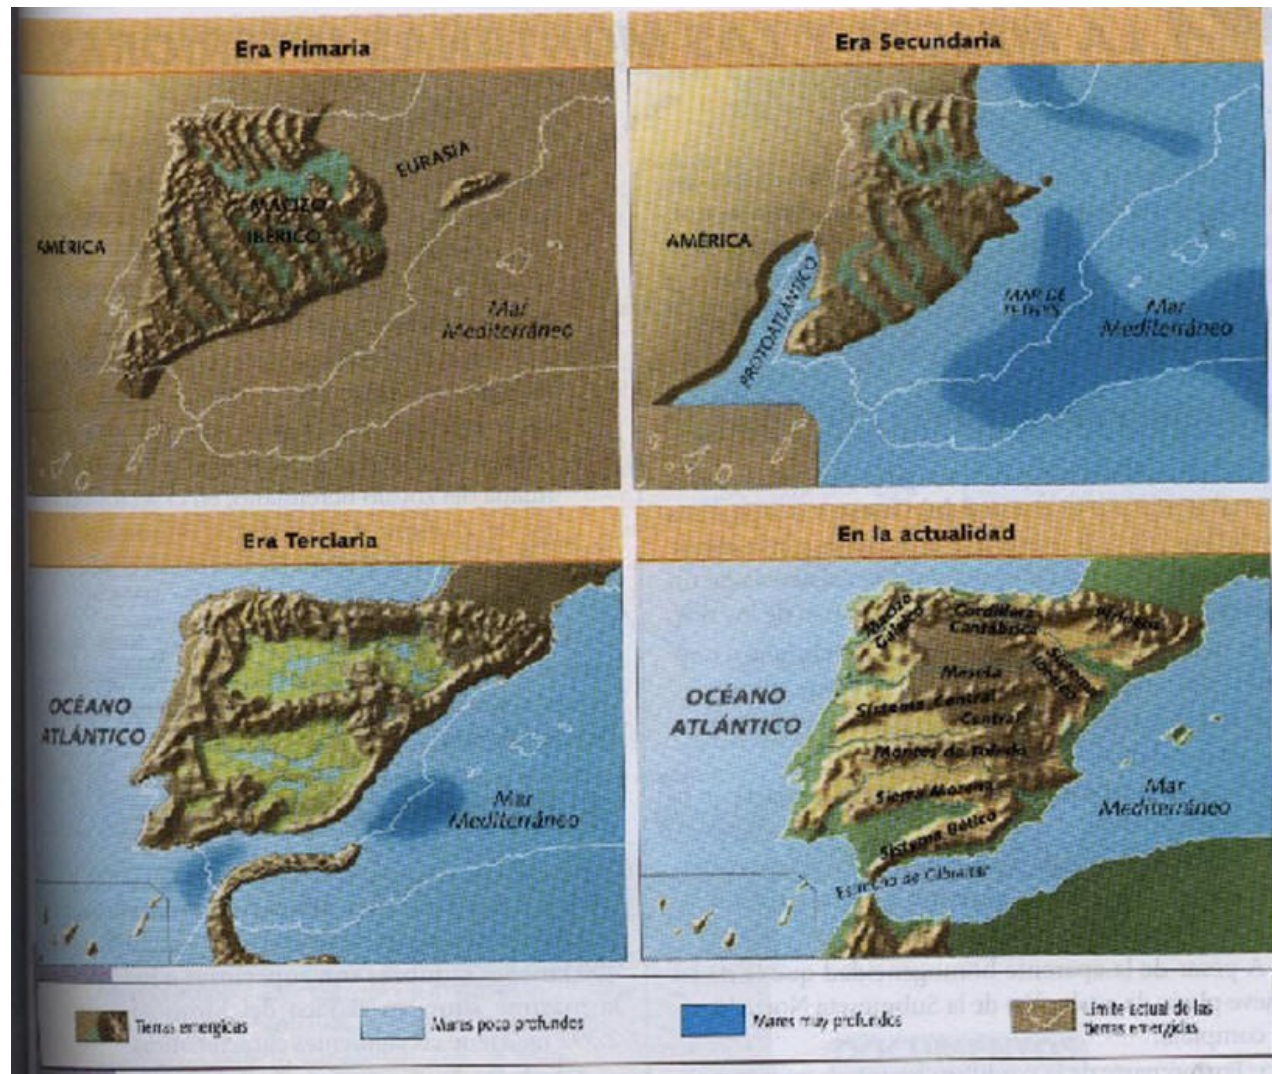 Era Primaria
EURASIA
MACIZO
IBÉRICO
AMÉRICA
Mar
Mediterráneo
Era Secundaria
AMÉRICA
PROTOATLÁNTICO
MAR DE
TETHYS
Mar
Mediterráneo
Era Terciaria
OCÉANO
ATLÁNTICO
Mar
Mediterráneo
En la actualidad
Macizo
Galaico
Cordillera
Cantábrica
Pirineos
Sistema
Ibérico
Meseta
Sistema Central
Central
Montes de Toledo
Sierra Morena
Sistema Bético
Estrecho de Gibraltar
OCÉANO
ATLÁNTICO
Mar
Mediterráneo
Tierras emergidas
Mares poco profundos
Mares muy profundos
Límite actual de las
tierras emergidas